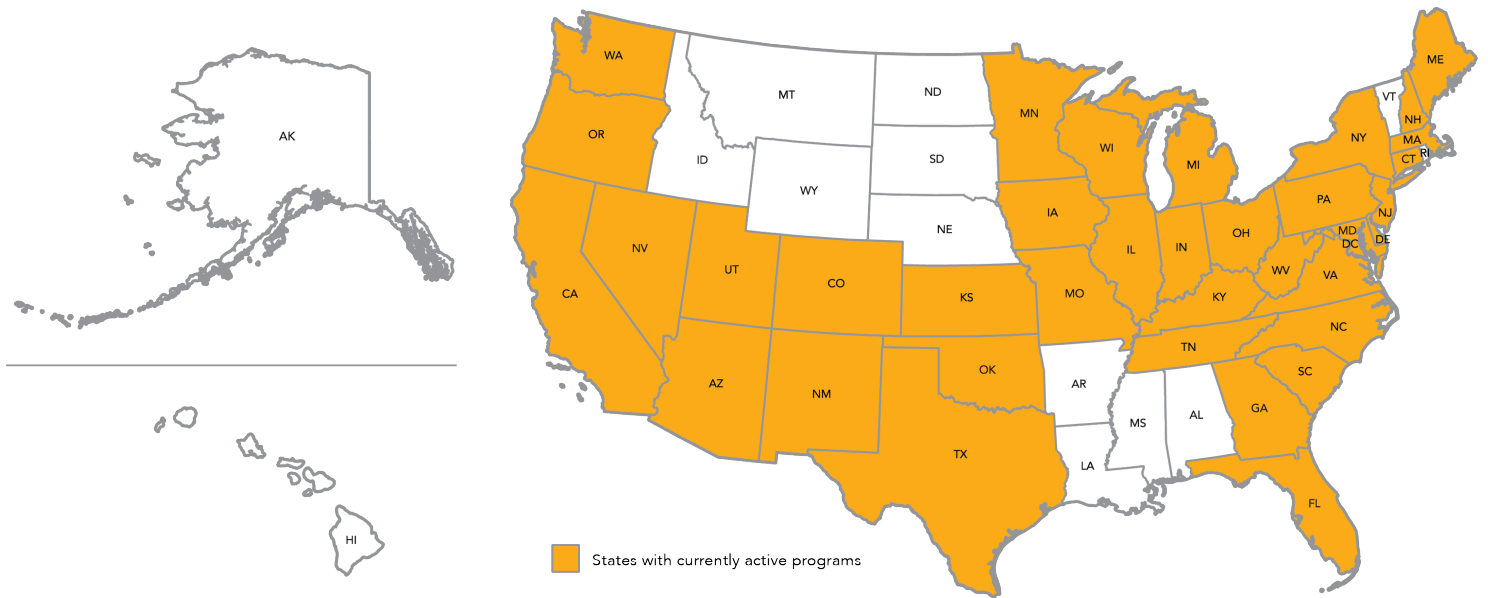 WA
MT
ND
MN
ME
VT
NH
NY
MA
AK
OR
ID
SD
WI
MI
CT
RI
WY
PA
NJ
IA
NE
OH
MD
DE
DC
NV
IL
IN
UT
CO
WV
VA
CA
KS
MO
KY
NC
TN
OK
SC
AZ
NM
AR
GA
MS
AL
TX
LA
FL
HI
States with currently active programs